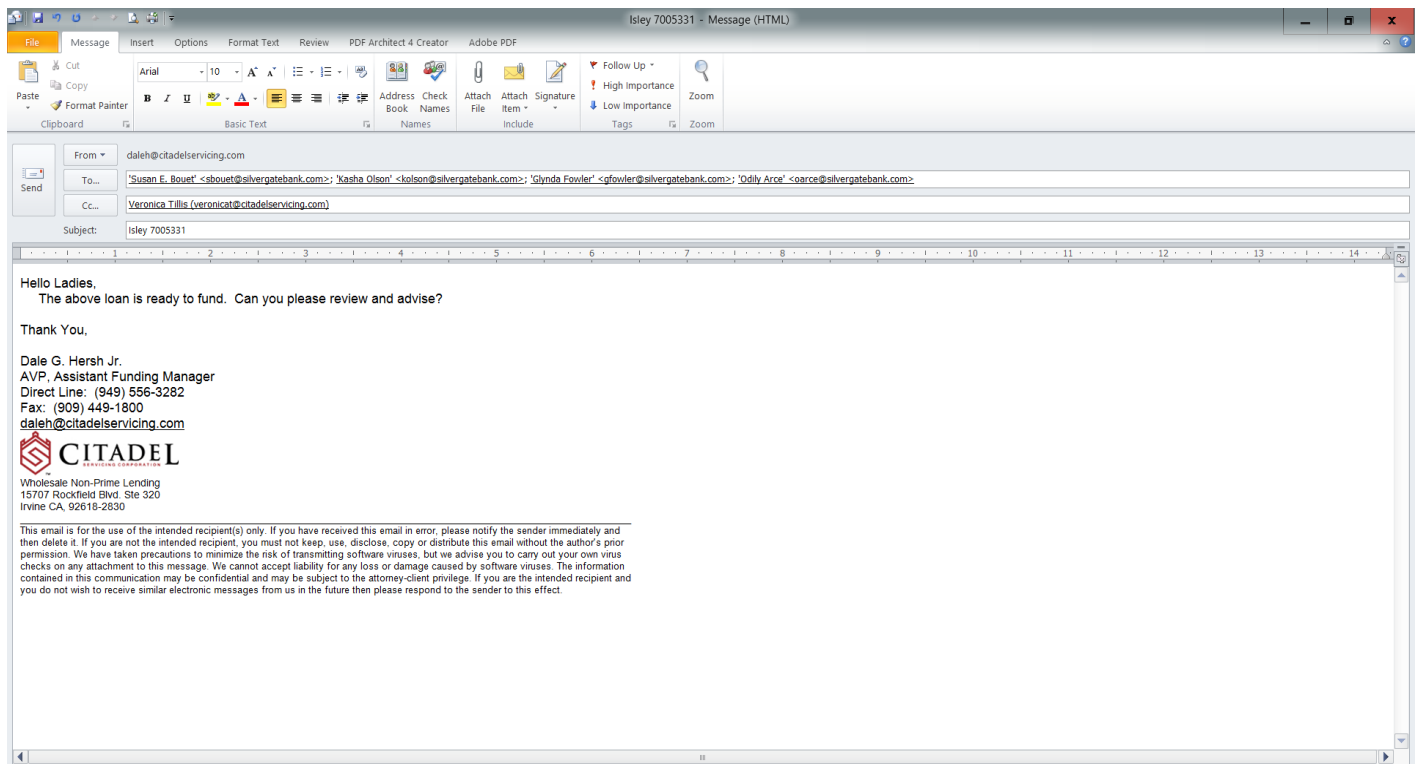 Isley 7005331 - Message (HTML)
File Message Insert Options Format Text Review PDF Architect 4 Creator Adobe PDF
Paste
Cut
Copy
Format Painter
Clipboard
Arial 10
B I U
Basic Text
Address Book
Check Names
Names
Attach File
Attach Item
Signature
Include
Follow Up
High Importance
Low Importance
Tags
Zoom
Zoom
Send
From daleh@citadelservicing.com
To... 'Susan E. Bouet' <sbouet@silvergatebank.com>; 'Kasha Olson' <kolson@silvergatebank.com>; 'Glynda Fowler' <gfowler@silvergatebank.com>; 'Odily Arce' <oarce@silvergatebank.com>
Cc... Veronica Tillis (veronicat@citadelservicing.com)
Subject: Isley 7005331
1 2 3 4 5 6 7 8 9 10 11 12 13 14
Hello Ladies,
The above loan is ready to fund. Can you please review and advise?
Thank You,
Dale G. Hersh Jr.
AVP, Assistant Funding Manager
Direct Line: (949) 556-3282
Fax: (909) 449-1800
daleh@citadelservicing.com
CITADEL
SERVICING CORPORATION
Wholesale Non-Prime Lending
15707 Rockfield Blvd. Ste 320
Irvine CA, 92618-2830
This email is for the use of the intended recipient(s) only. If you have received this email in error, please notify the sender immediately and
then delete it. If you are not the intended recipient, you must not keep, use, disclose, copy or distribute this email without the author's prior
permission. We have taken precautions to minimize the risk of transmitting software viruses, but we advise you to carry out your own virus
checks on any attachment to this message. We cannot accept liability for any loss or damage caused by software viruses. The information
contained in this communication may be confidential and may be subject to the attorney-client privilege. If you are the intended recipient and
you do not wish to receive similar electronic messages from us in the future then please respond to the sender to this effect.